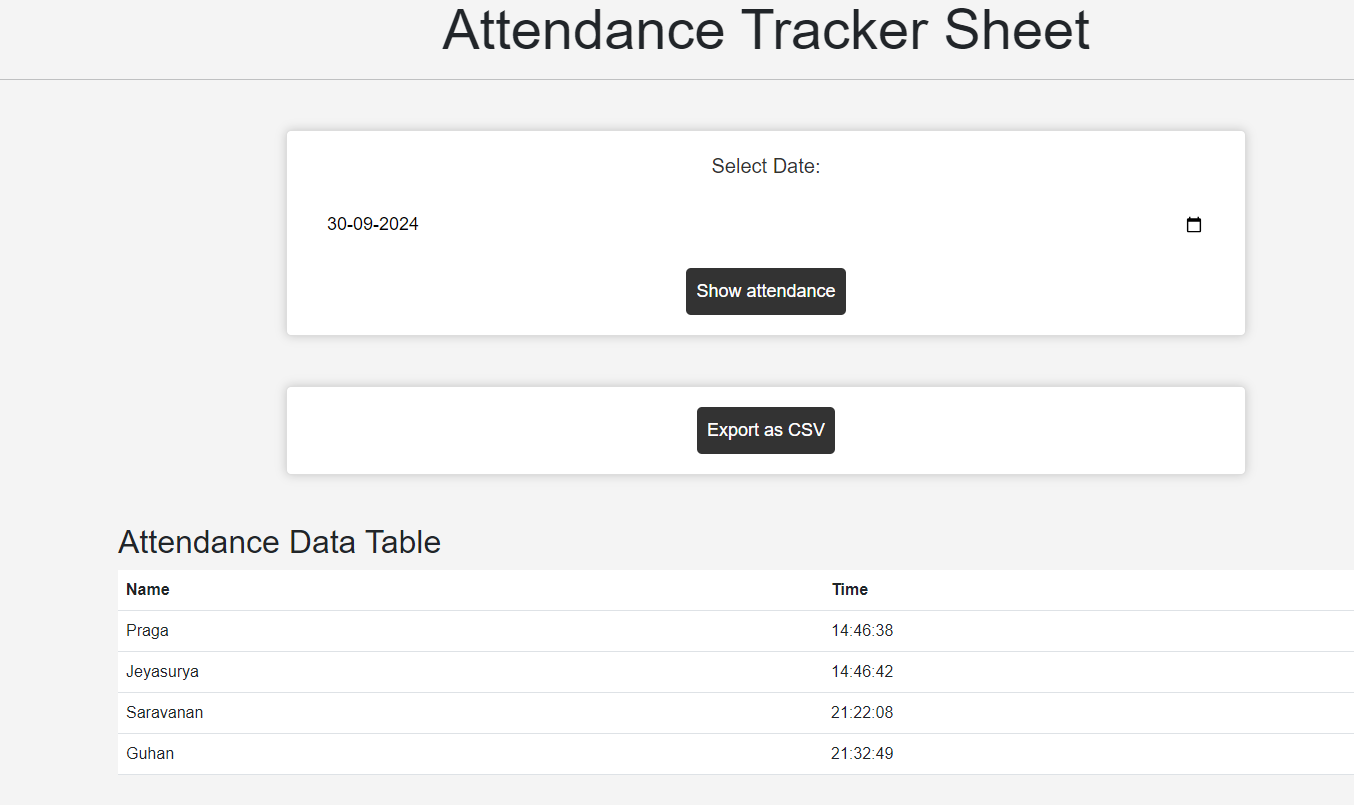 Attendance Tracker Sheet
Select Date:
30-09-2024
Show attendance
Export as CSV
Attendance Data Table
Name Time
Praga 14:46:38
Jeyasurya 14:46:42
Saravanan 21:22:08
Guhan 21:32:49